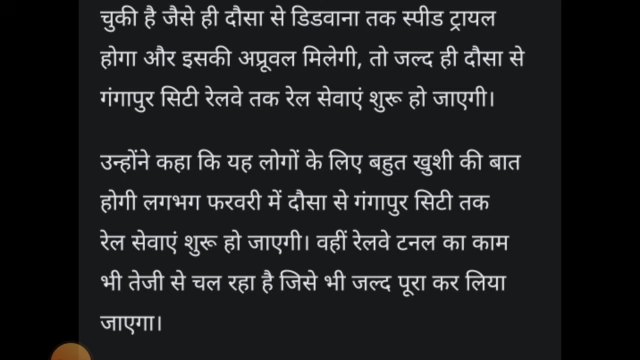 चुकी है जैसे ही दौसा से डिडवाना तक स्पीड ट्रायल
होगा और इसकी अप्रूवल मिलेगी, तो जल्द ही दौसा से
गंगापुर सिटी रेलवे तक रेल सेवाएं शुरू हो जाएगी।
उन्होंने कहा कि यह लोगों के लिए बहुत खुशी की बात
होगी लगभग फरवरी में दौसा से गंगापुर सिटी तक
रेल सेवाएं शुरू हो जाएगी। वहीं रेलवे टनल का काम
भी तेजी से चल रहा है जिसे भी जल्द पूरा कर लिया
जाएगा।